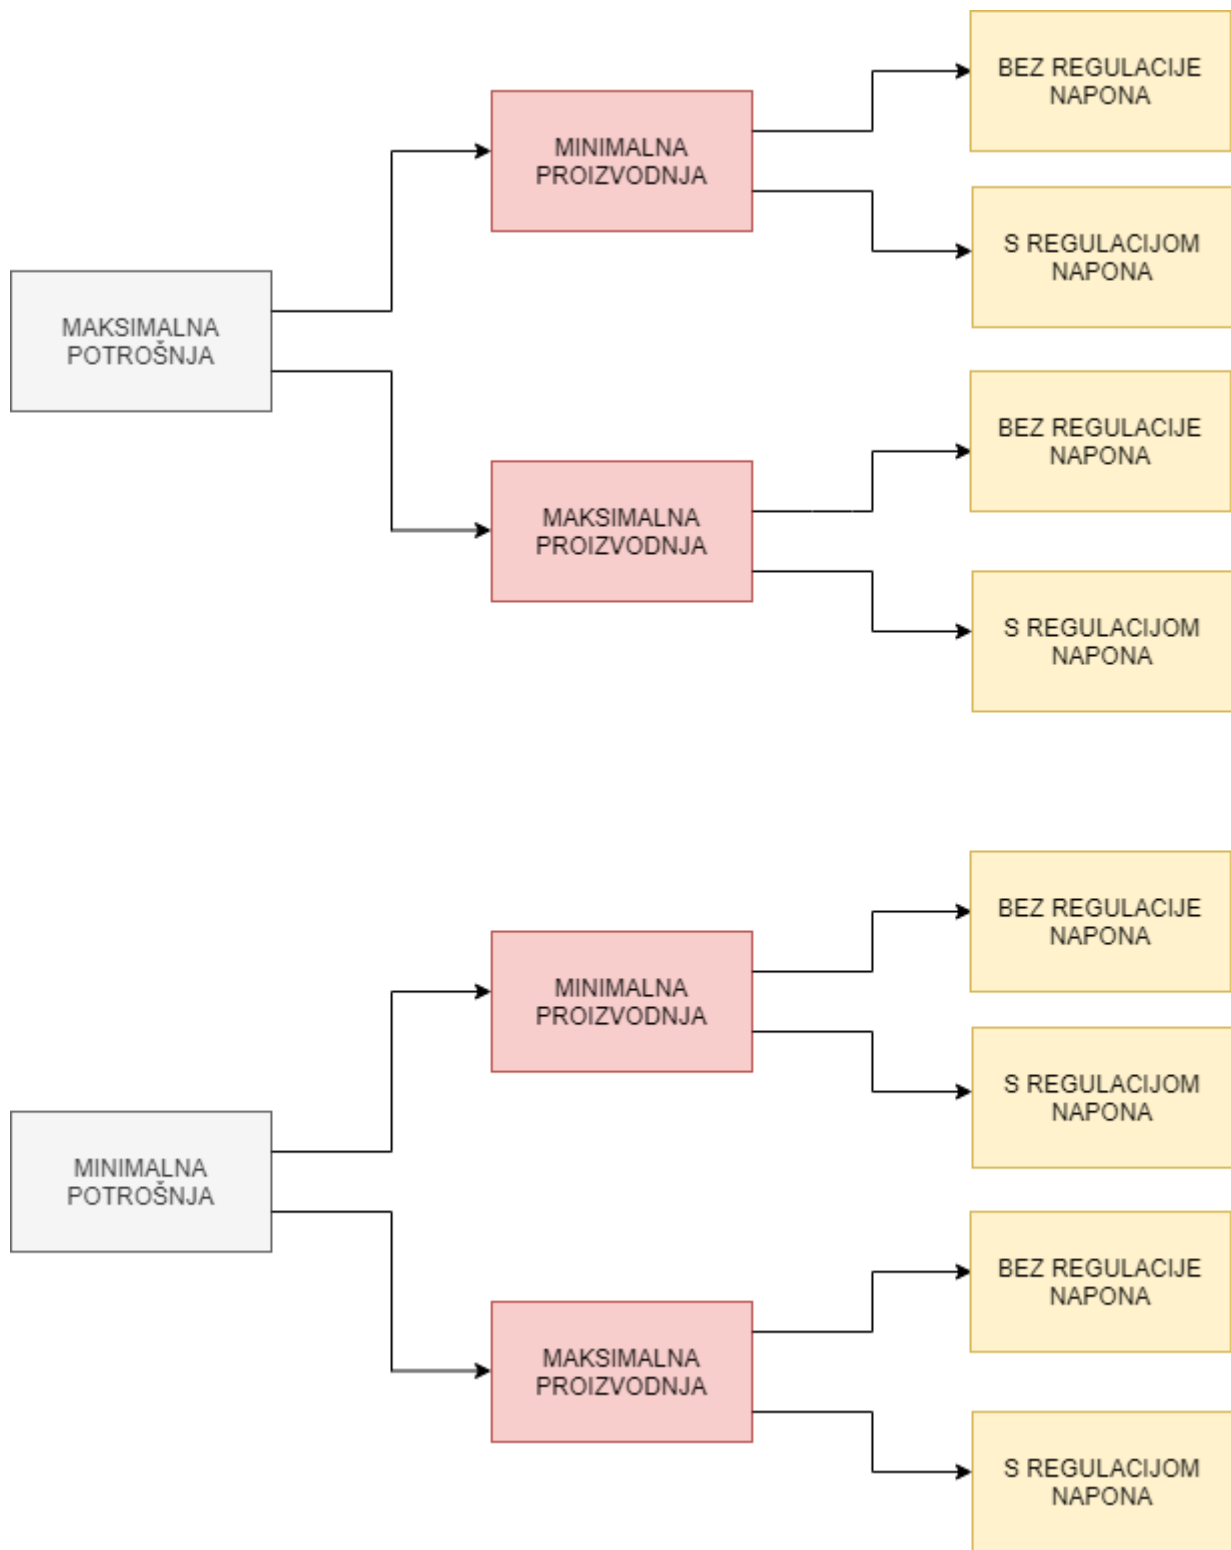 MAKSIMALNA
POTROŠNJA
MINIMALNA
PROIZVODNJA
BEZ REGULACIJE
NAPONA
S REGULACIJOM
NAPONA
MAKSIMALNA
PROIZVODNJA
BEZ REGULACIJE
NAPONA
S REGULACIJOM
NAPONA
MINIMALNA
POTROŠNJA
MINIMALNA
PROIZVODNJA
BEZ REGULACIJE
NAPONA
S REGULACIJOM
NAPONA
MAKSIMALNA
PROIZVODNJA
BEZ REGULACIJE
NAPONA
S REGULACIJOM
NAPONA